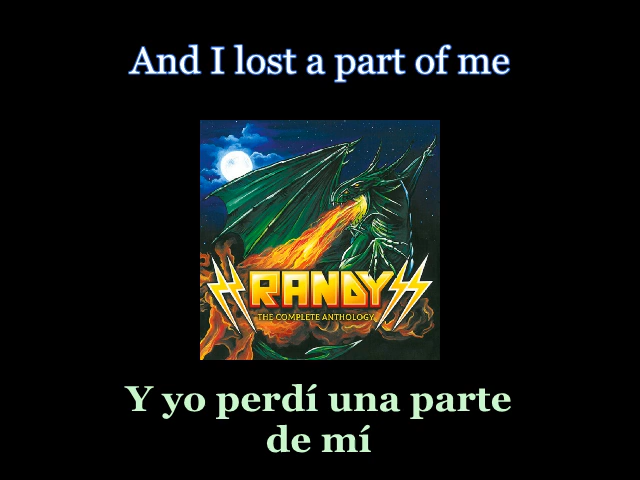 And I lost a part of me
RANDY
THE COMPLETE ANTHOLOGY
Y yo perdí una parte
de mí